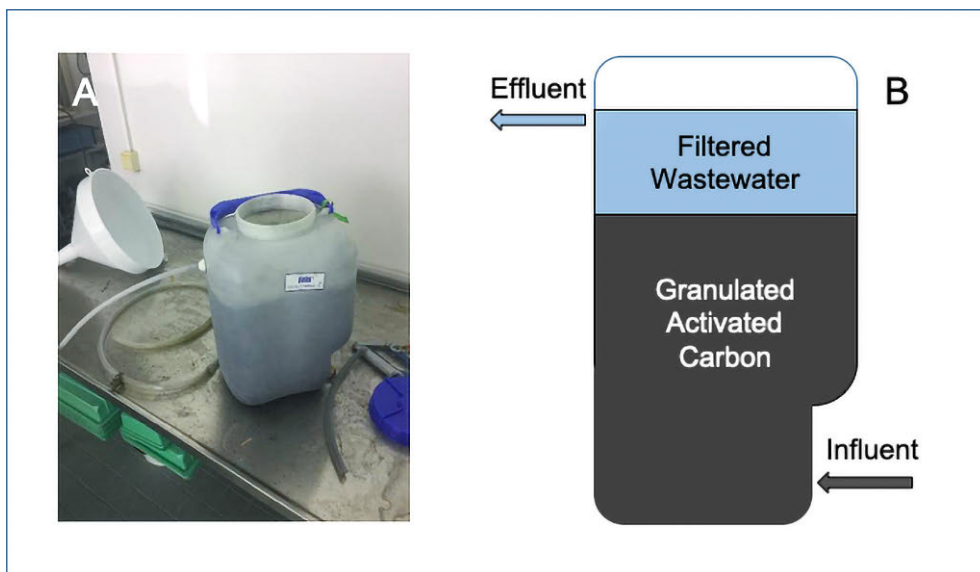 A
B
Effluent
Filtered
Wastewater
Granulated
Activated
Carbon
Influent